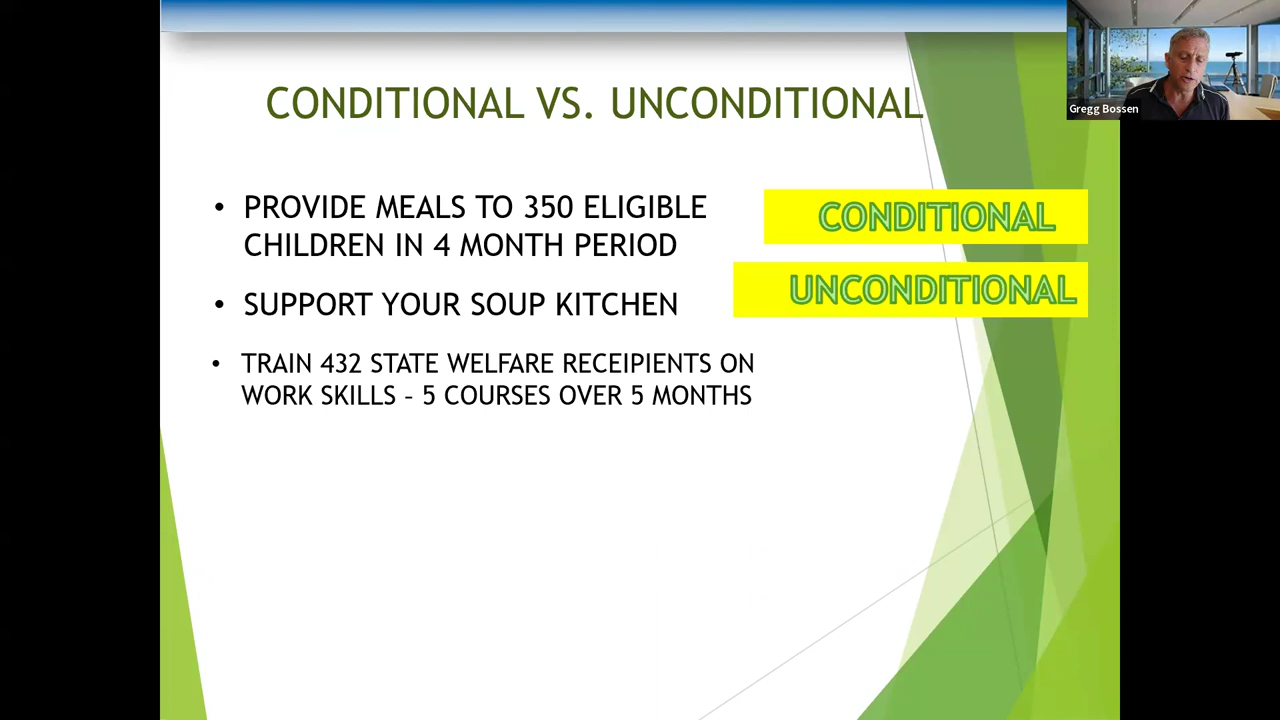 CONDITIONAL VS. UNCONDITIONAL
Gregg Bossen
• PROVIDE MEALS TO 350 ELIGIBLE
CHILDREN IN 4 MONTH PERIOD
CONDITIONAL
• SUPPORT YOUR SOUP KITCHEN
UNCONDITIONAL
• TRAIN 432 STATE WELFARE RECEIPIENTS ON
WORK SKILLS – 5 COURSES OVER 5 MONTHS